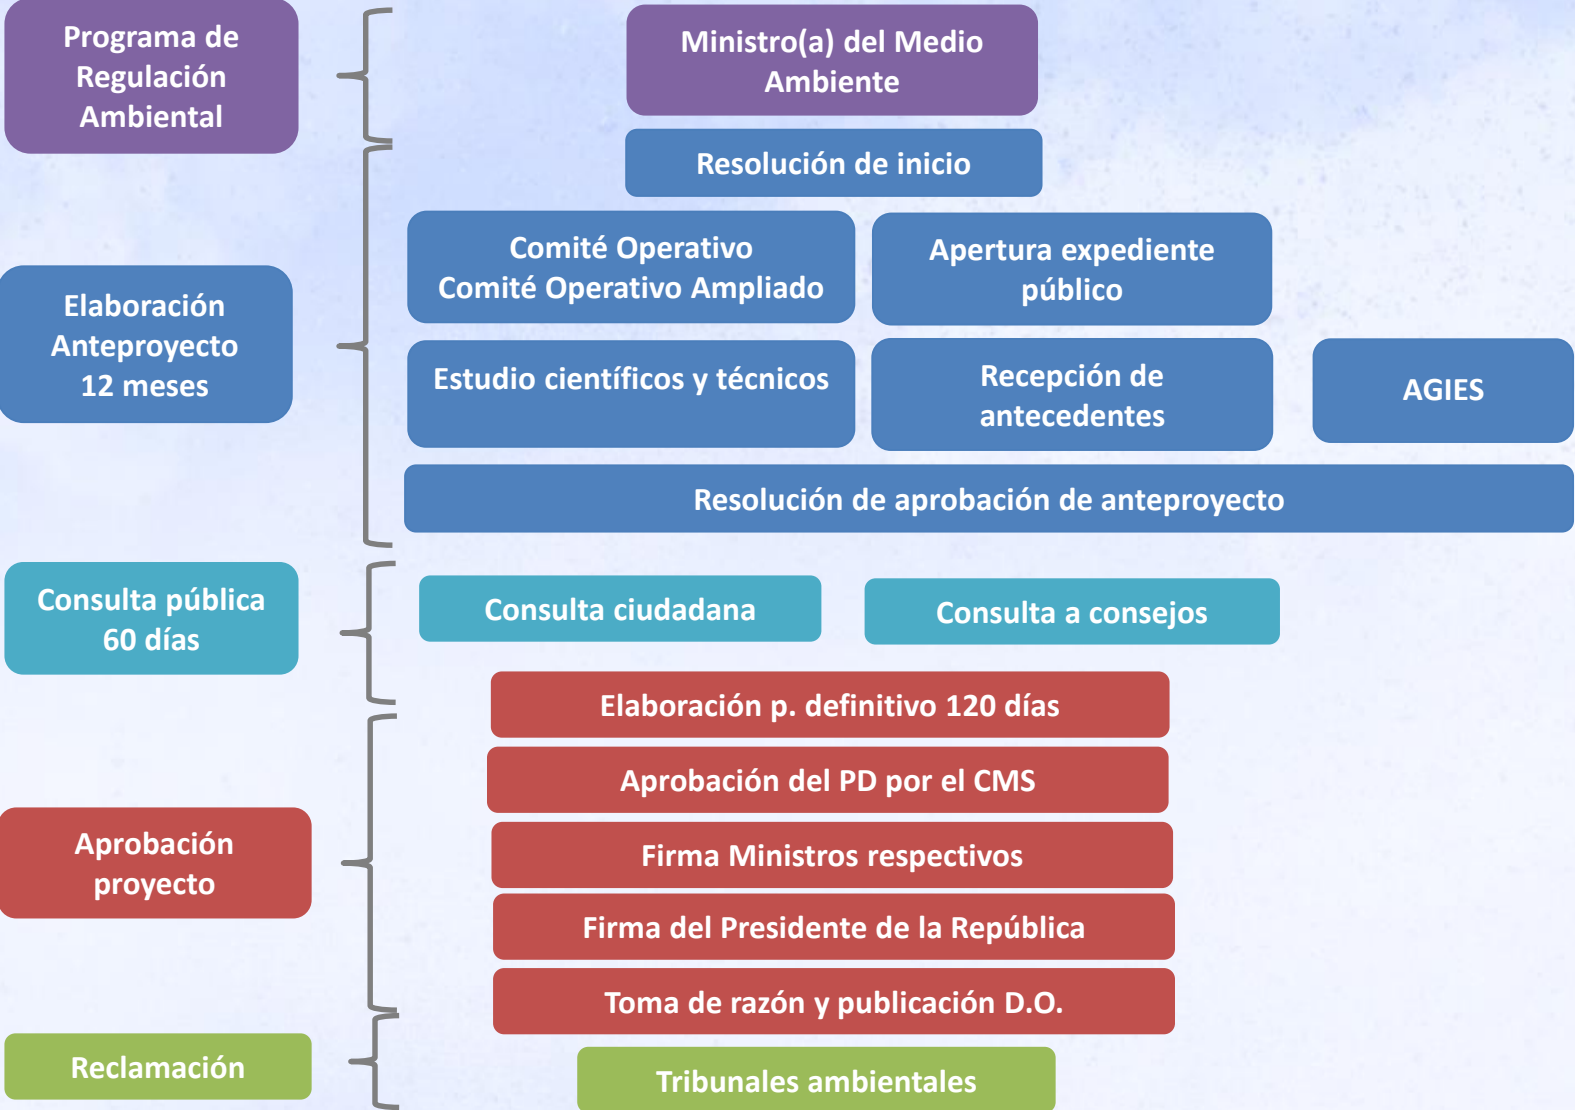 Programa de
Regulación
Ambiental
Ministro(a) del Medio
Ambiente
Resolución de inicio
Elaboración
Anteproyecto
12 meses
Comité Operativo
Comité Operativo Ampliado
Apertura expediente
público
Estudio científicos y técnicos
Recepción de
antecedentes
AGIES
Resolución de aprobación de anteproyecto
Consulta pública
60 días
Consulta ciudadana
Consulta a consejos
Aprobación
proyecto
Elaboración p. definitivo 120 días
Aprobación del PD por el CMS
Firma Ministros respectivos
Firma del Presidente de la República
Toma de razón y publicación D.O.
Reclamación
Tribunales ambientales